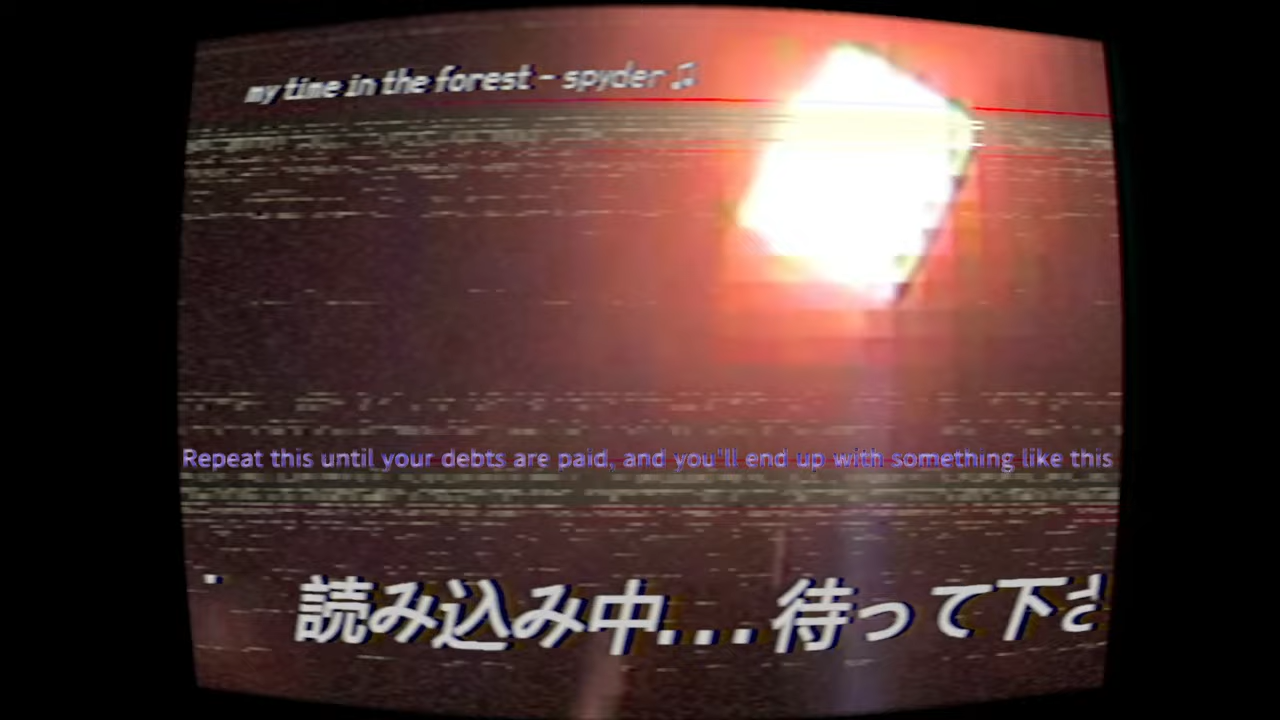 my time in the forest - spyder ♫
Repeat this until your debts are paid, and you'll end up with something like this
読み込み中...待って下さ